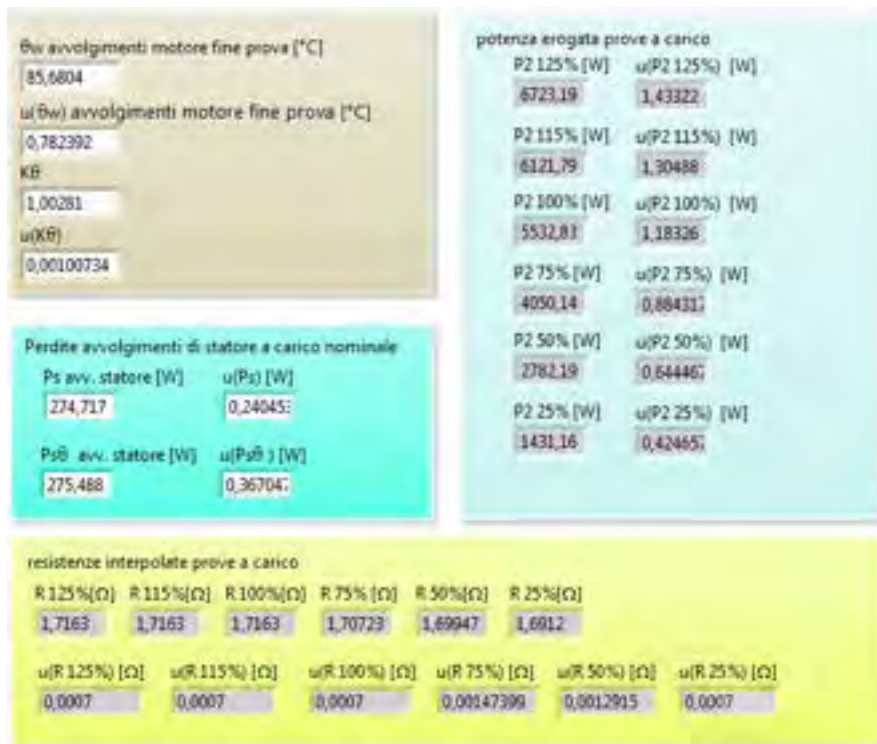 θw avvolgimenti motore fine prova [°C]
85,6804
u(θw) avvolgimenti motore fine prova [°C]
0,782392
Kθ
1,00281
u(Kθ)
0,00100734
Perdite avvolgimenti di statore a carico nominale
Ps avv. statore [W] u(Ps) [W]
274,717 0,24045
Psθ avv. statore [W] u(Psθ ) [W]
275,488 0,36704
potenza erogata prove a carico
P2 125% [W] u(P2 125%) [W]
6723,19 1,43322
P2 115% [W] u(P2 115%) [W]
6121,79 1,30488
P2 100% [W] u(P2 100%) [W]
5532,83 1,18326
P2 75% [W] u(P2 75%) [W]
4050,14 0,88431
P2 50% [W] u(P2 50%) [W]
2782,19 0,64446
P2 25% [W] u(P2 25%) [W]
1431,16 0,42465
resistenze interpolate prove a carico
R 125%[Ω] R 115%[Ω] R 100%[Ω] R 75% [Ω] R 50%[Ω] R 25%[Ω]
1,7163 1,7163 1,7163 1,70723 1,69947 1,6912
u(R 125%) [Ω] u(R 115%) [Ω] u(R 100%) [Ω] u(R 75%) [Ω] u(R 50%) [Ω] u(R 25%) [Ω]
0,0007 0,0007 0,0007 0,00147399 0,0012915 0,0007